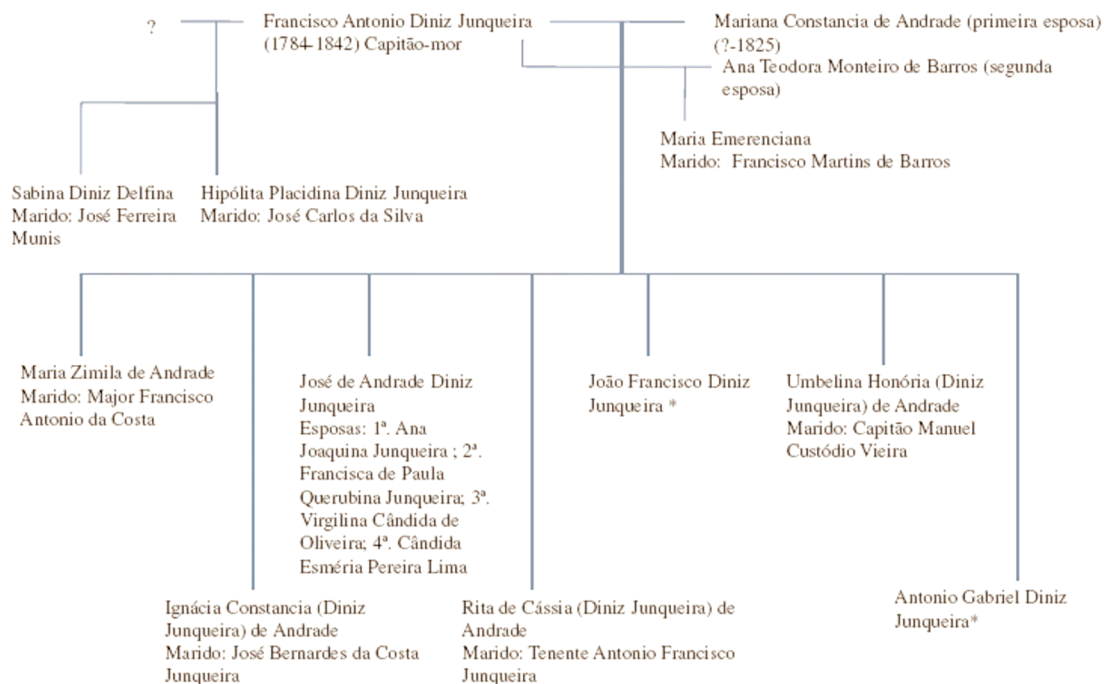 ?
Francisco Antonio Diniz Junqueira
(1784-1842) Capitão-mor
Mariana Constancia de Andrade (primeira esposa)
(?-1825)
Ana Teodora Monteiro de Barros (segunda
esposa)
Maria Emerenciana
Marido: Francisco Martins de Barros
Sabina Diniz Delfina
Marido: José Ferreira
Munis
Hipólita Placidina Diniz Junqueira
Marido: José Carlos da Silva
Maria Zimila de Andrade
Marido: Major Francisco
Antonio da Costa
José de Andrade Diniz
Junqueira
Esposas: 1ª. Ana
Joaquina Junqueira ; 2ª.
Francisca de Paula
Querubina Junqueira; 3ª.
Virgilina Cândida de
Oliveira; 4ª. Cândida
Esméria Pereira Lima
João Francisco Diniz
Junqueira *
Umbelina Honória (Diniz
Junqueira) de Andrade
Marido: Capitão Manuel
Custódio Vieira
Ignácia Constancia (Diniz
Junqueira) de Andrade
Marido: José Bernardes da Costa
Junqueira
Rita de Cássia (Diniz Junqueira) de
Andrade
Marido: Tenente Antonio Francisco
Junqueira
Antonio Gabriel Diniz
Junqueira*